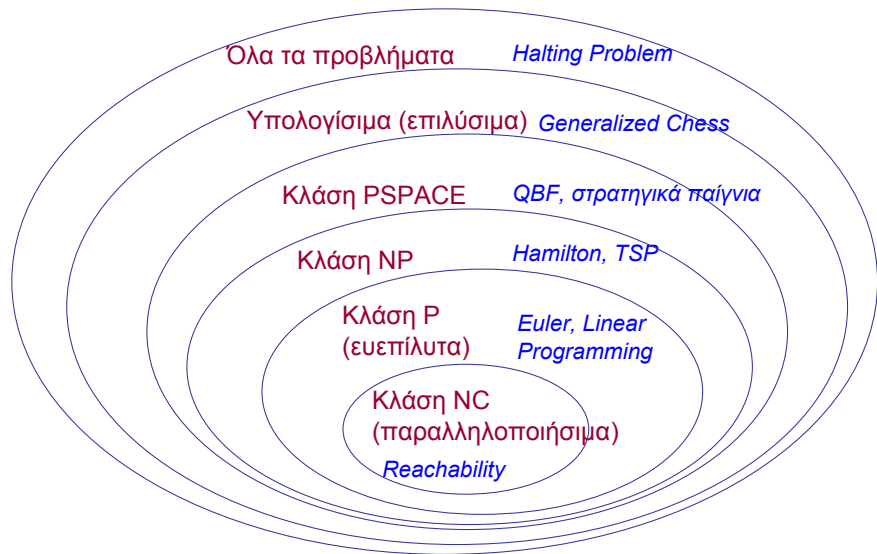 Όλα τα προβλήματα Halting Problem
Υπολογίσιμα (επιλύσιμα) Generalized Chess
Κλάση PSPACE QBF, στρατηγικά παίγνια
Κλάση NP Hamilton, TSP
Κλάση P
(ευεπίλυτα)
Euler, Linear
Programming
Κλάση NC
(παραλληλοποιήσιμα)
Reachability